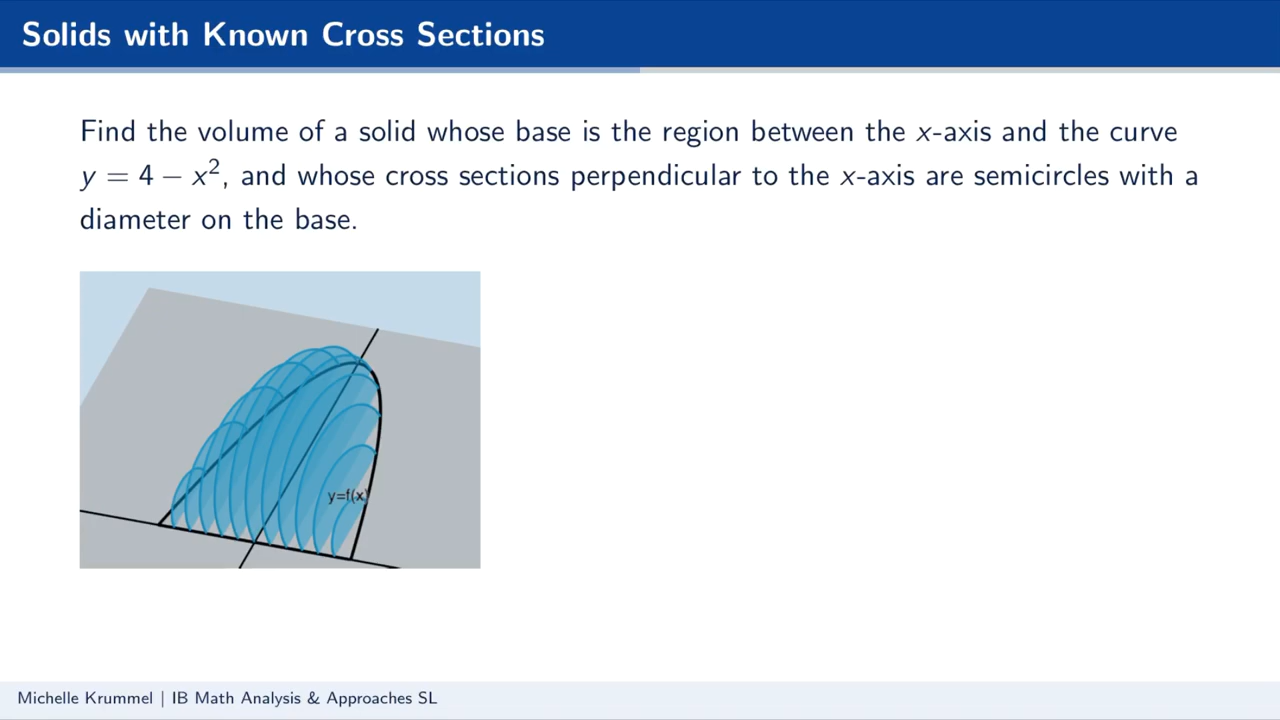 Solids with Known Cross Sections
Find the volume of a solid whose base is the region between the x-axis and the curve
y = 4 − x², and whose cross sections perpendicular to the x-axis are semicircles with a
diameter on the base.
y=f(x)
Michelle Krummel | IB Math Analysis & Approaches SL